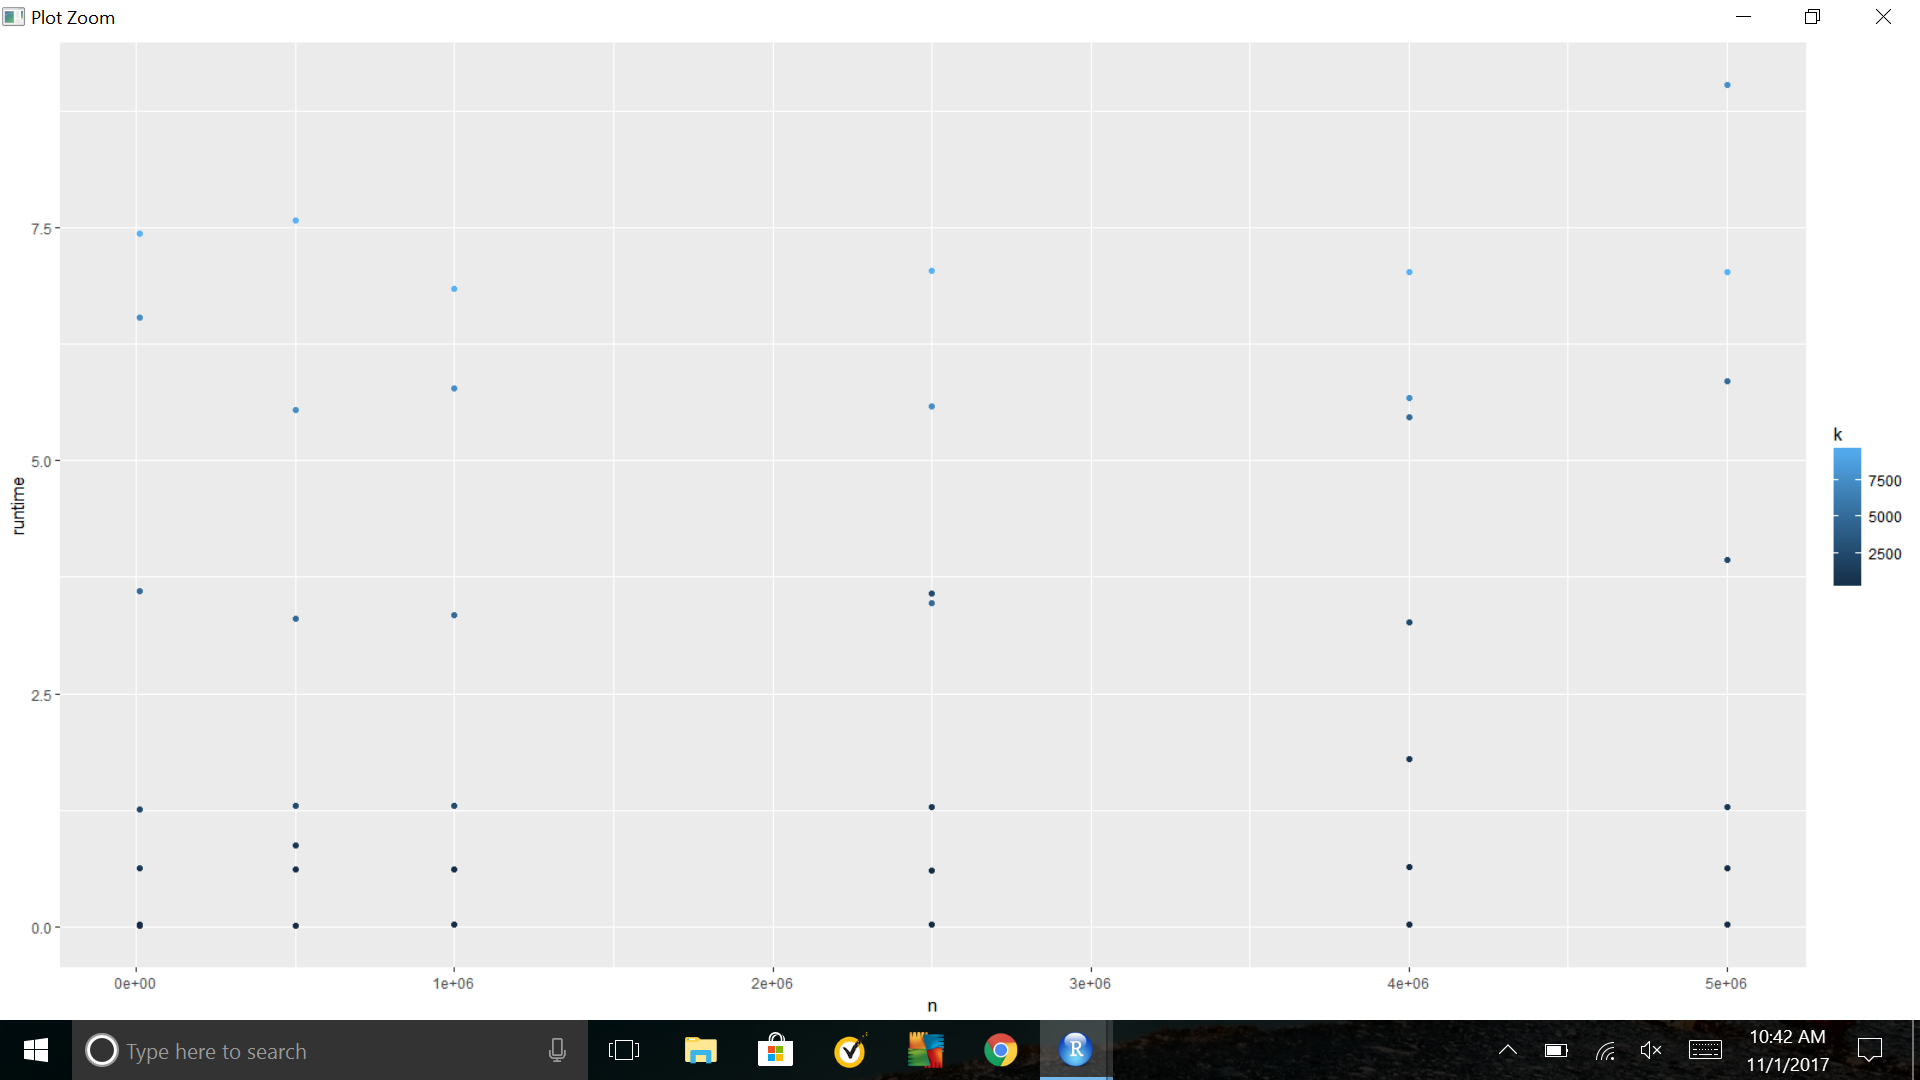 Plot Zoom
7.5
5.0
2.5
0.0
runtime
0e+00 1e+06 2e+06 3e+06 4e+06 5e+06
n
k
7500
5000
2500
Type here to search
R
10:42 AM
11/1/2017